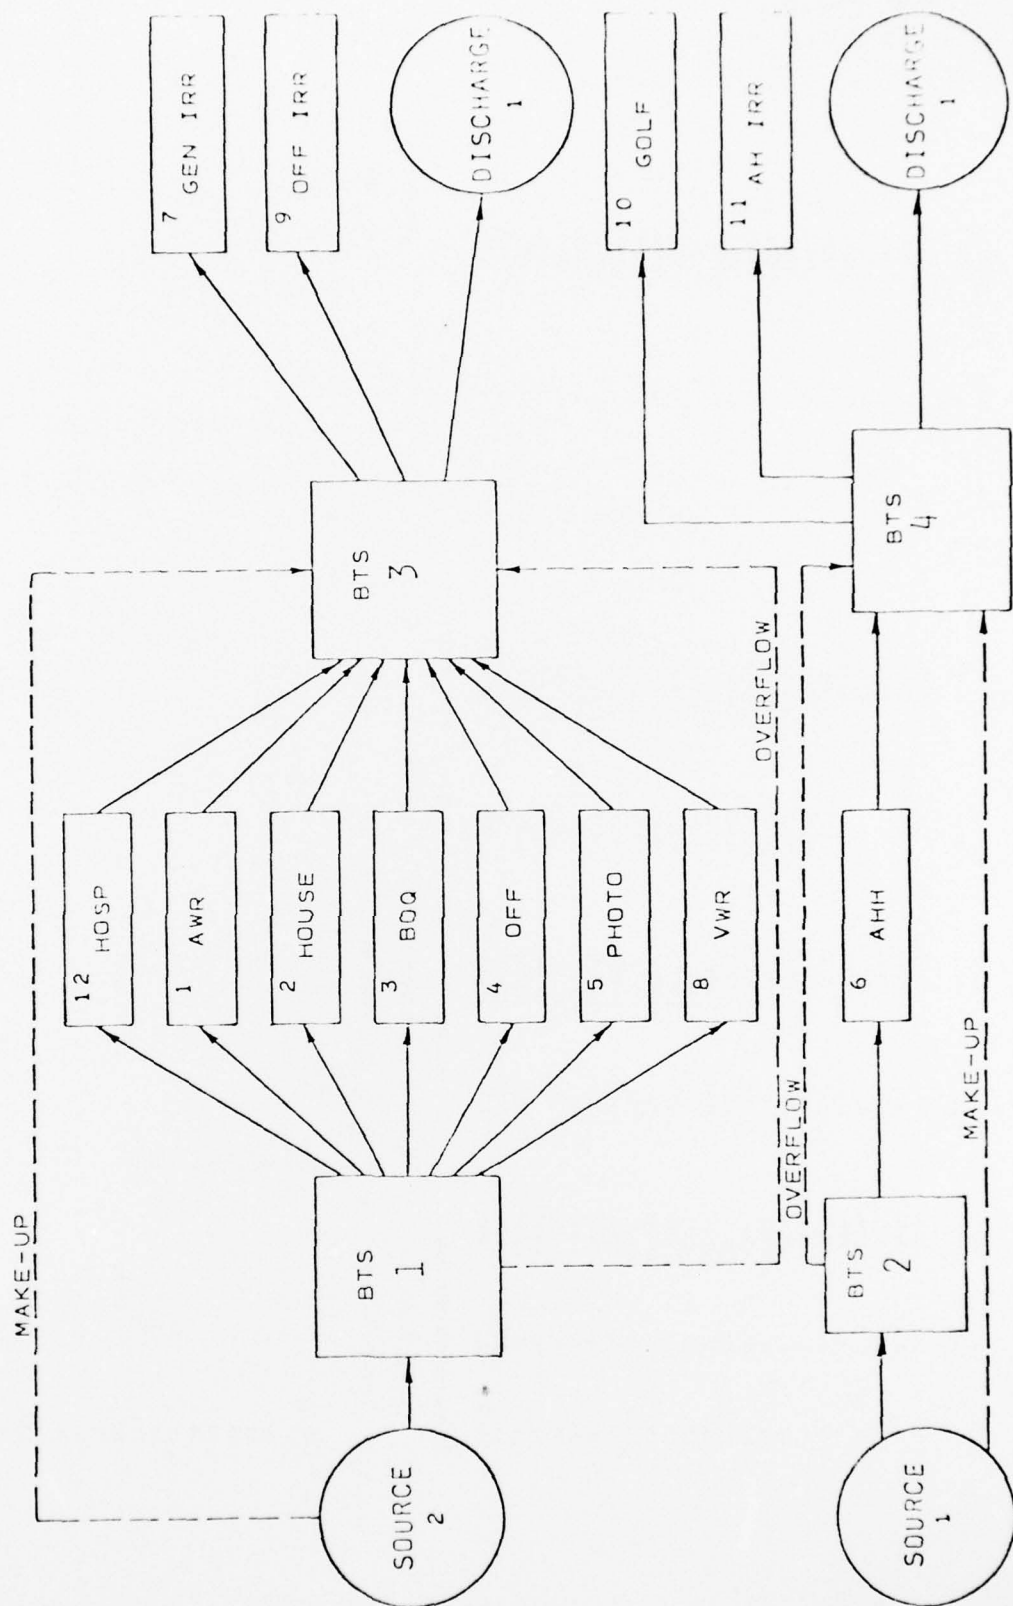 MAKE-UP
SOURCE
2
BTS
1
12
HOSP
1
AWR
2
HOUSE
3
BOQ
4
OFF
5
PHOTO
8
VWR
BTS
3
7
GEN IRR
9
OFF IRR
DISCHARGE
1
OVERFLOW
OVERFLOW
SOURCE
1
BTS
2
6
AHH
BTS
4
10
GOLF
11
AH IRR
DISCHARGE
1
MAKE-UP